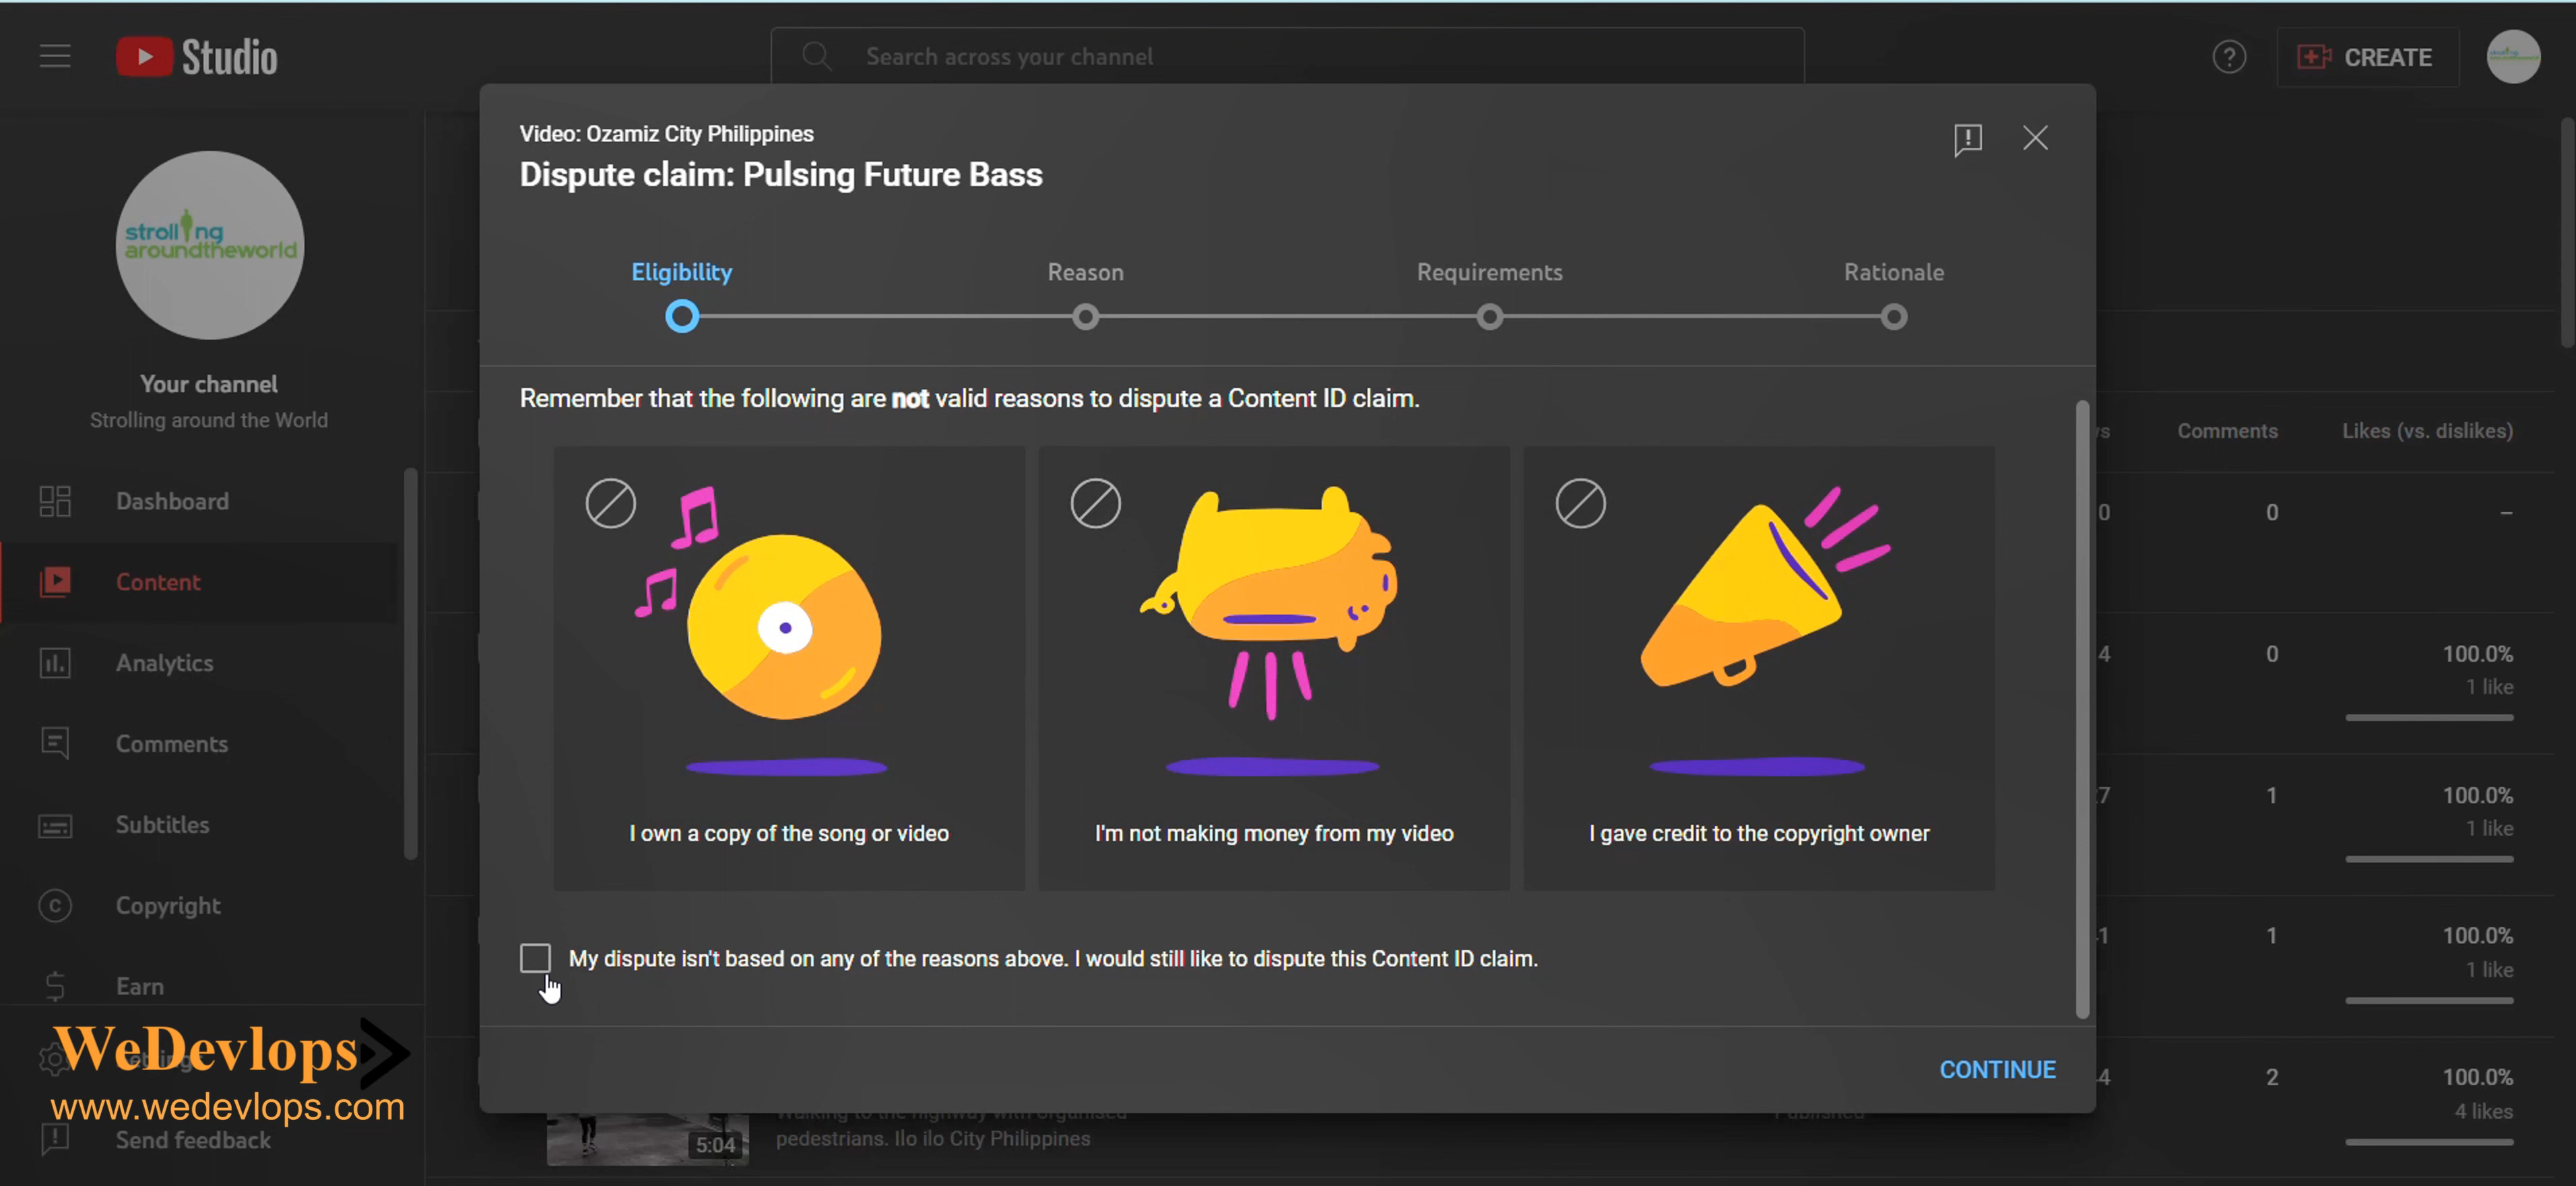 Studio
Search across your channel
CREATE
Video: Ozamiz City Philippines
Dispute claim: Pulsing Future Bass
Eligibility
Reason
Requirements
Rationale
Remember that the following are not valid reasons to dispute a Content ID claim.
I own a copy of the song or video
I'm not making money from my video
I gave credit to the copyright owner
My dispute isn't based on any of the reasons above. I would still like to dispute this Content ID claim.
CONTINUE
strolling
aroundtheworld
Your channel
Strolling around the World
Dashboard
Content
Analytics
Comments
Subtitles
Copyright
Earn
Settings
WeDevlops
www.wedevlops.com
Send feedback
Comments
Likes (vs. dislikes)
0
0
–
4
0
100.0%
1 like
1
100.0%
1 like
1
100.0%
1 like
4
2
100.0%
4 likes
5:04
pedestrians. Ilo ilo City Philippines